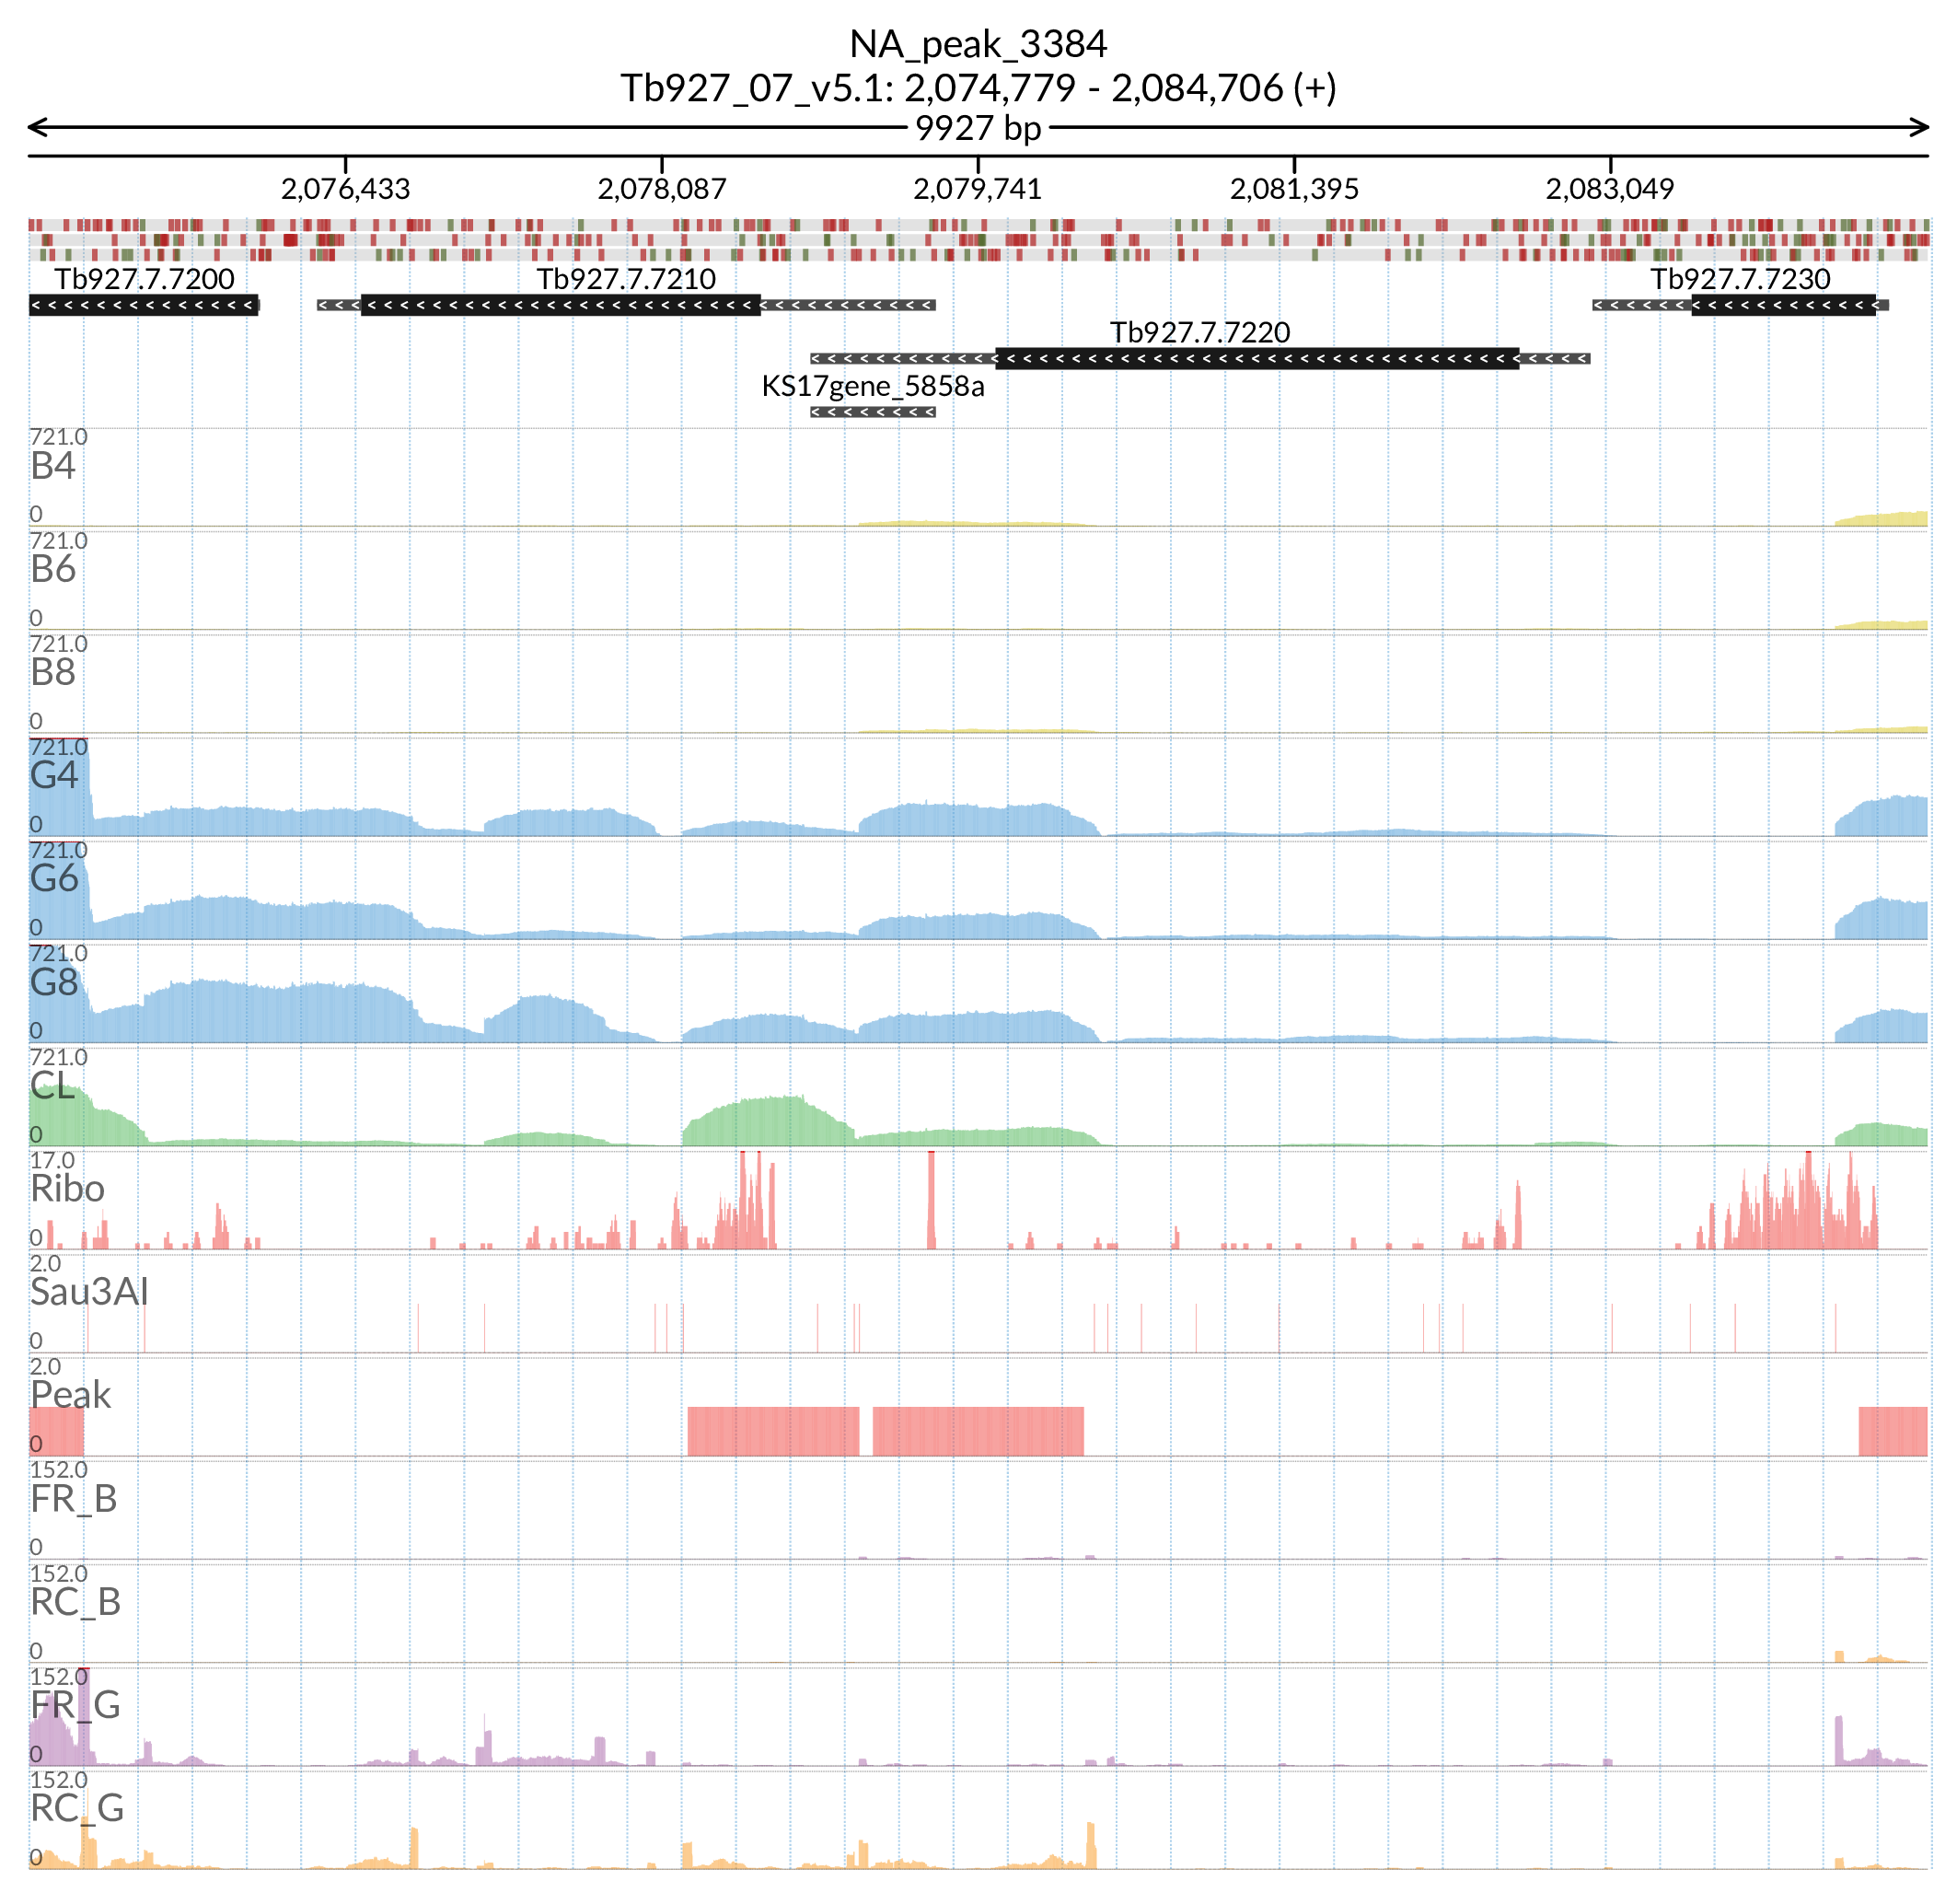 NA_peak_3384
Tb927_07_v5.1: 2,074,779 - 2,084,706 (+)
9927 bp
2,076,433 2,078,087 2,079,741 2,081,395 2,083,049
Tb927.7.7200 Tb927.7.7210 Tb927.7.7230
Tb927.7.7220
KS17gene_5858a
721.0
B4
0
721.0
B6
0
721.0
B8
0
721.0
G4
0
721.0
G6
0
721.0
G8
0
721.0
CL
0
17.0
Ribo
0
2.0
Sau3AI
0
2.0
Peak
0
152.0
FR_B
0
152.0
RC_B
0
152.0
FR_G
0
152.0
RC_G
0